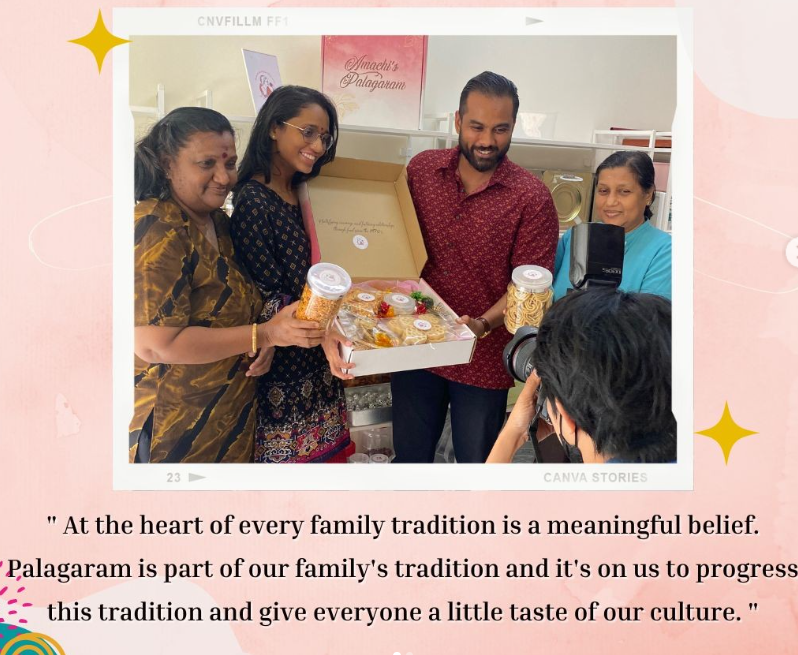 CNVFILLM FF1
Amachi's
Palagaram
23
CANVA STORIES
" At the heart of every family tradition is a meaningful belief.
Palagaram is part of our family's tradition and it's on us to progress
this tradition and give everyone a little taste of our culture. "